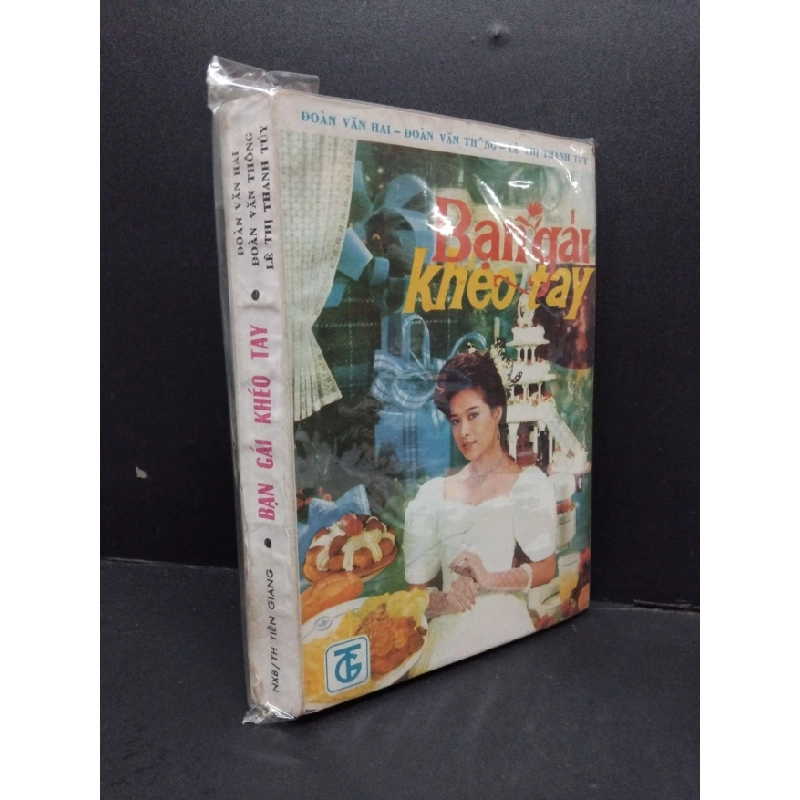 ĐOÀN VĂN HAI – ĐOÀN VĂN THÔNG – LÊ THỊ THANH TÚY
Bạn gái
khéo tay
TG
ĐOÀN VĂN HAI
ĐOÀN VĂN THÔNG
LÊ THỊ THANH TÚY
• BẠN GÁI KHÉO TAY •
NXB/TH TIỀN GIANG